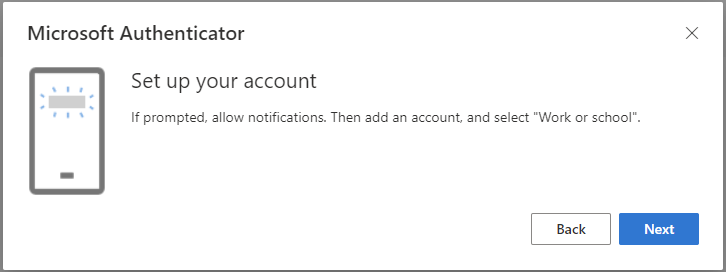 Microsoft Authenticator
Set up your account
If prompted, allow notifications. Then add an account, and select "Work or school".
Back
Next